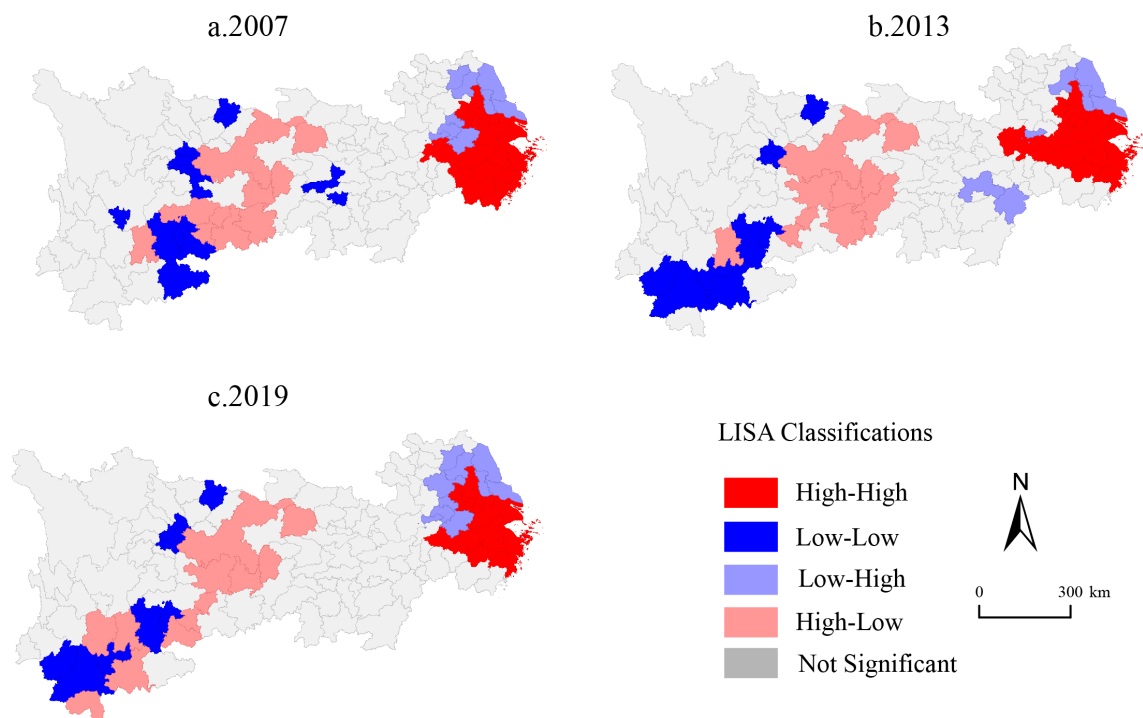 a.2007
b.2013
c.2019
LISA Classifications
High-High
Low-Low
Low-High
High-Low
Not Significant
N
0 300 km